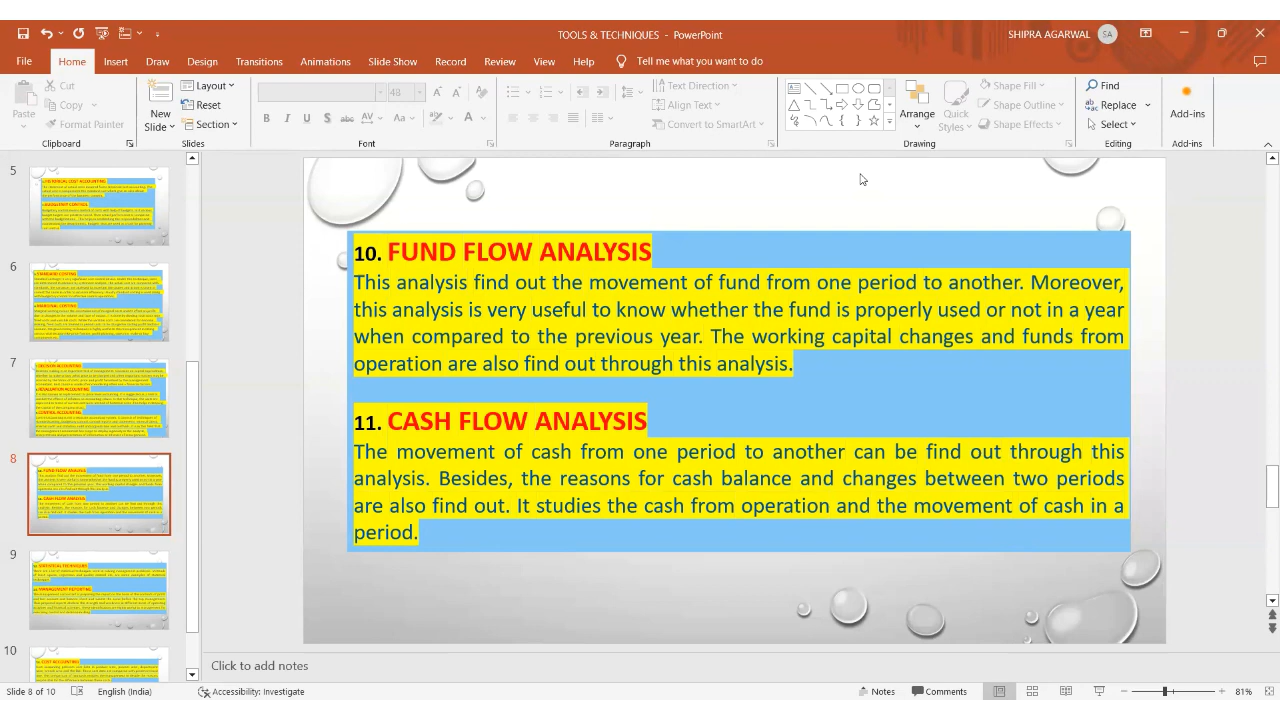 TOOLS & TECHNIQUES - PowerPoint
SHIPRA AGARWAL
SA
File Home Insert Draw Design Transitions Animations Slide Show Record Review View Help Tell me what you want to do
Paste
Cut
Copy
Format Painter
Clipboard
New Slide
Layout
Reset
Section
Slides
48
Font
Text Direction
Align Text
Convert to SmartArt
Paragraph
Arrange
Quick Styles
Shape Fill
Shape Outline
Shape Effects
Drawing
Find
Replace
Select
Editing
Add-ins
Add-ins
5
6
7
8
9
10
10. FUND FLOW ANALYSIS
This analysis find out the movement of fund from one period to another. Moreover,
this analysis is very useful to know whether the fund is properly used or not in a year
when compared to the previous year. The working capital changes and funds from
operation are also find out through this analysis.
11. CASH FLOW ANALYSIS
The movement of cash from one period to another can be find out through this
analysis. Besides, the reasons for cash balance and changes between two periods
are also find out. It studies the cash from operation and the movement of cash in a
period.
Click to add notes
Slide 8 of 10 English (India) Accessibility: Investigate Notes Comments 81%